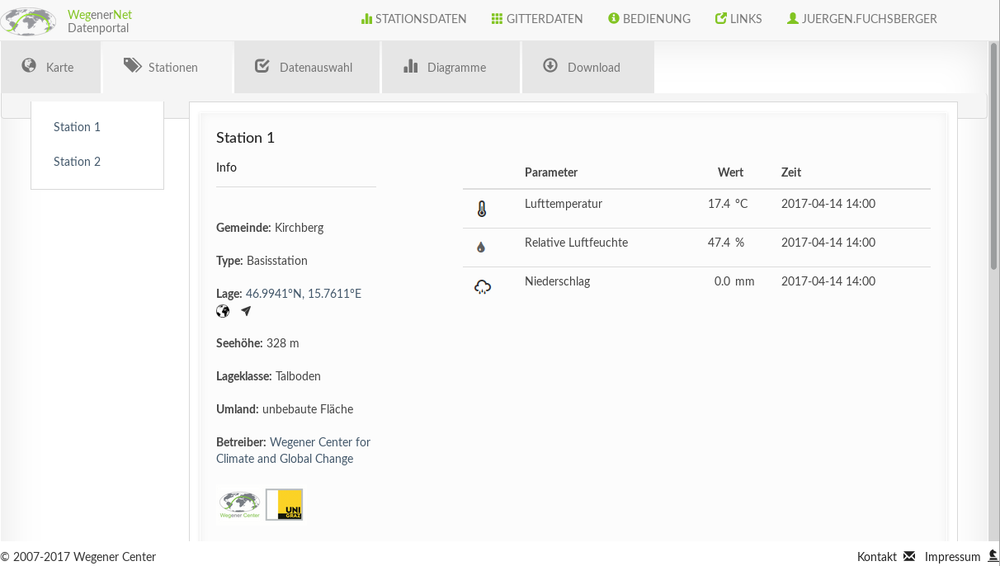 WegenerNet
Datenportal
STATIONSDATEN GITTERDATEN BEDIENUNG LINKS JUERGEN.FUCHSBERGER
Karte Stationen Datenauswahl Diagramme Download
Station 1
Station 2
Station 1
Info
Gemeinde: Kirchberg
Type: Basisstation
Lage: 46.9941°N, 15.7611°E
Seehöhe: 328 m
Lageklasse: Talboden
Umland: unbebaute Fläche
Betreiber: Wegener Center for
Climate and Global Change
Wegener Center
UNI
GRAZ
Parameter Wert Zeit
Lufttemperatur 17.4 °C 2017-04-14 14:00
Relative Luftfeuchte 47.4 % 2017-04-14 14:00
Niederschlag 0.0 mm 2017-04-14 14:00
© 2007-2017 Wegener Center
Kontakt Impressum